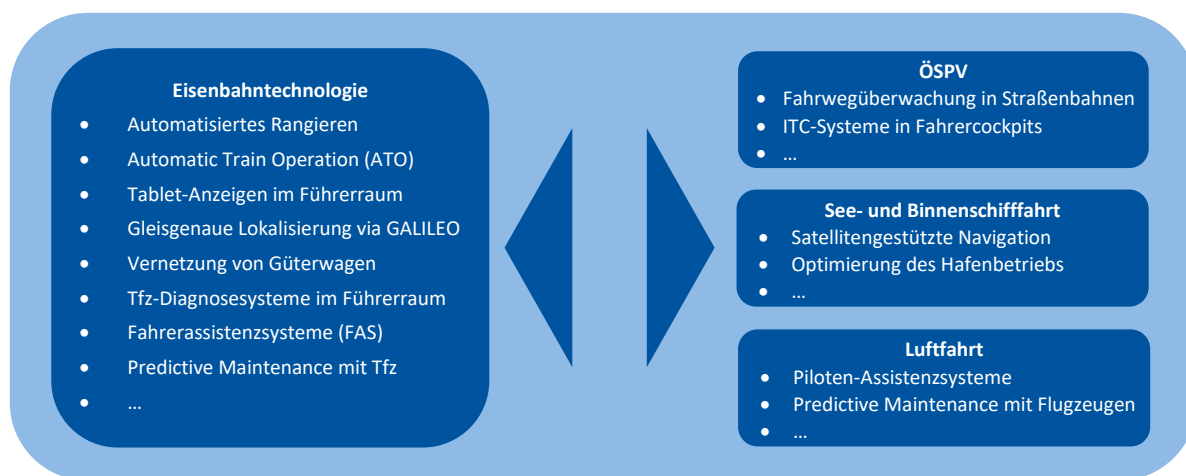 Eisenbahntechnologie
• Automatisiertes Rangieren
• Automatic Train Operation (ATO)
• Tablet-Anzeigen im Führerraum
• Gleisgenaue Lokalisierung via GALILEO
• Vernetzung von Güterwagen
• Tfz-Diagnosesysteme im Führerraum
• Fahrerassistenzsysteme (FAS)
• Predictive Maintenance mit Tfz
• ...
ÖSPV
• Fahrwegüberwachung in Straßenbahnen
• ITC-Systeme in Fahrercockpits
• ...
See- und Binnenschifffahrt
• Satellitengestützte Navigation
• Optimierung des Hafenbetriebs
• ...
Luftfahrt
• Piloten-Assistenzsysteme
• Predictive Maintenance mit Flugzeugen
• ...